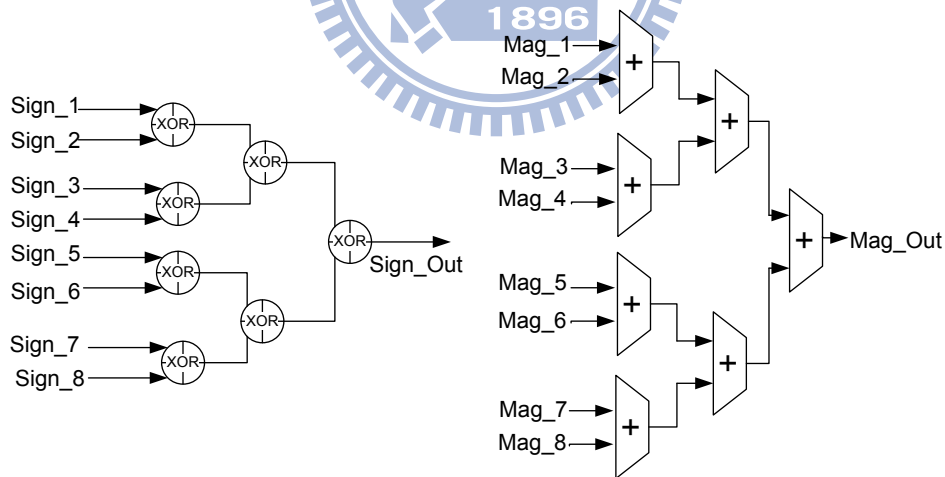 1896
Sign_1
Sign_2
XOR
Sign_3
Sign_4
XOR
XOR
Sign_5
Sign_6
XOR
Sign_7
Sign_8
XOR
XOR
XOR
Sign_Out
Mag_1
Mag_2
+
Mag_3
Mag_4
+
+
Mag_5
Mag_6
+
Mag_7
Mag_8
+
+
+
Mag_Out